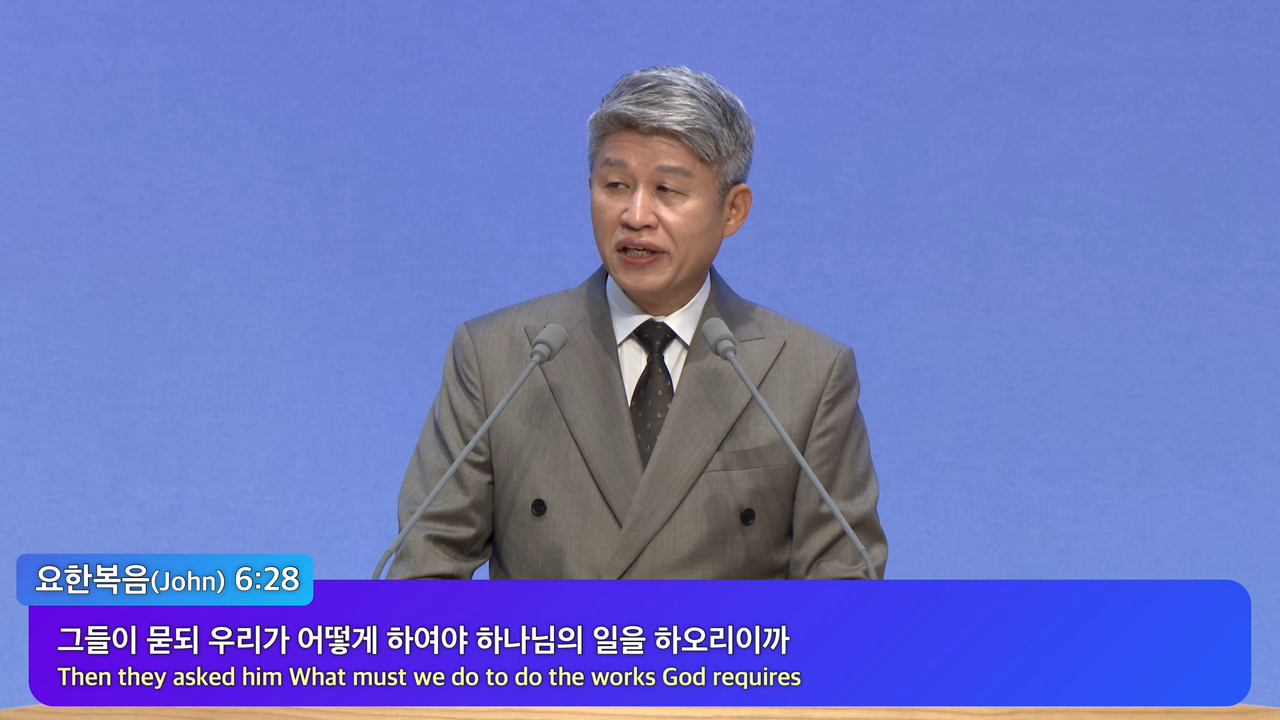 요한복음(John) 6:28
그들이 묻되 우리가 어떻게 하여야 하나님의 일을 하오리이까
Then they asked him What must we do to do the works God requires